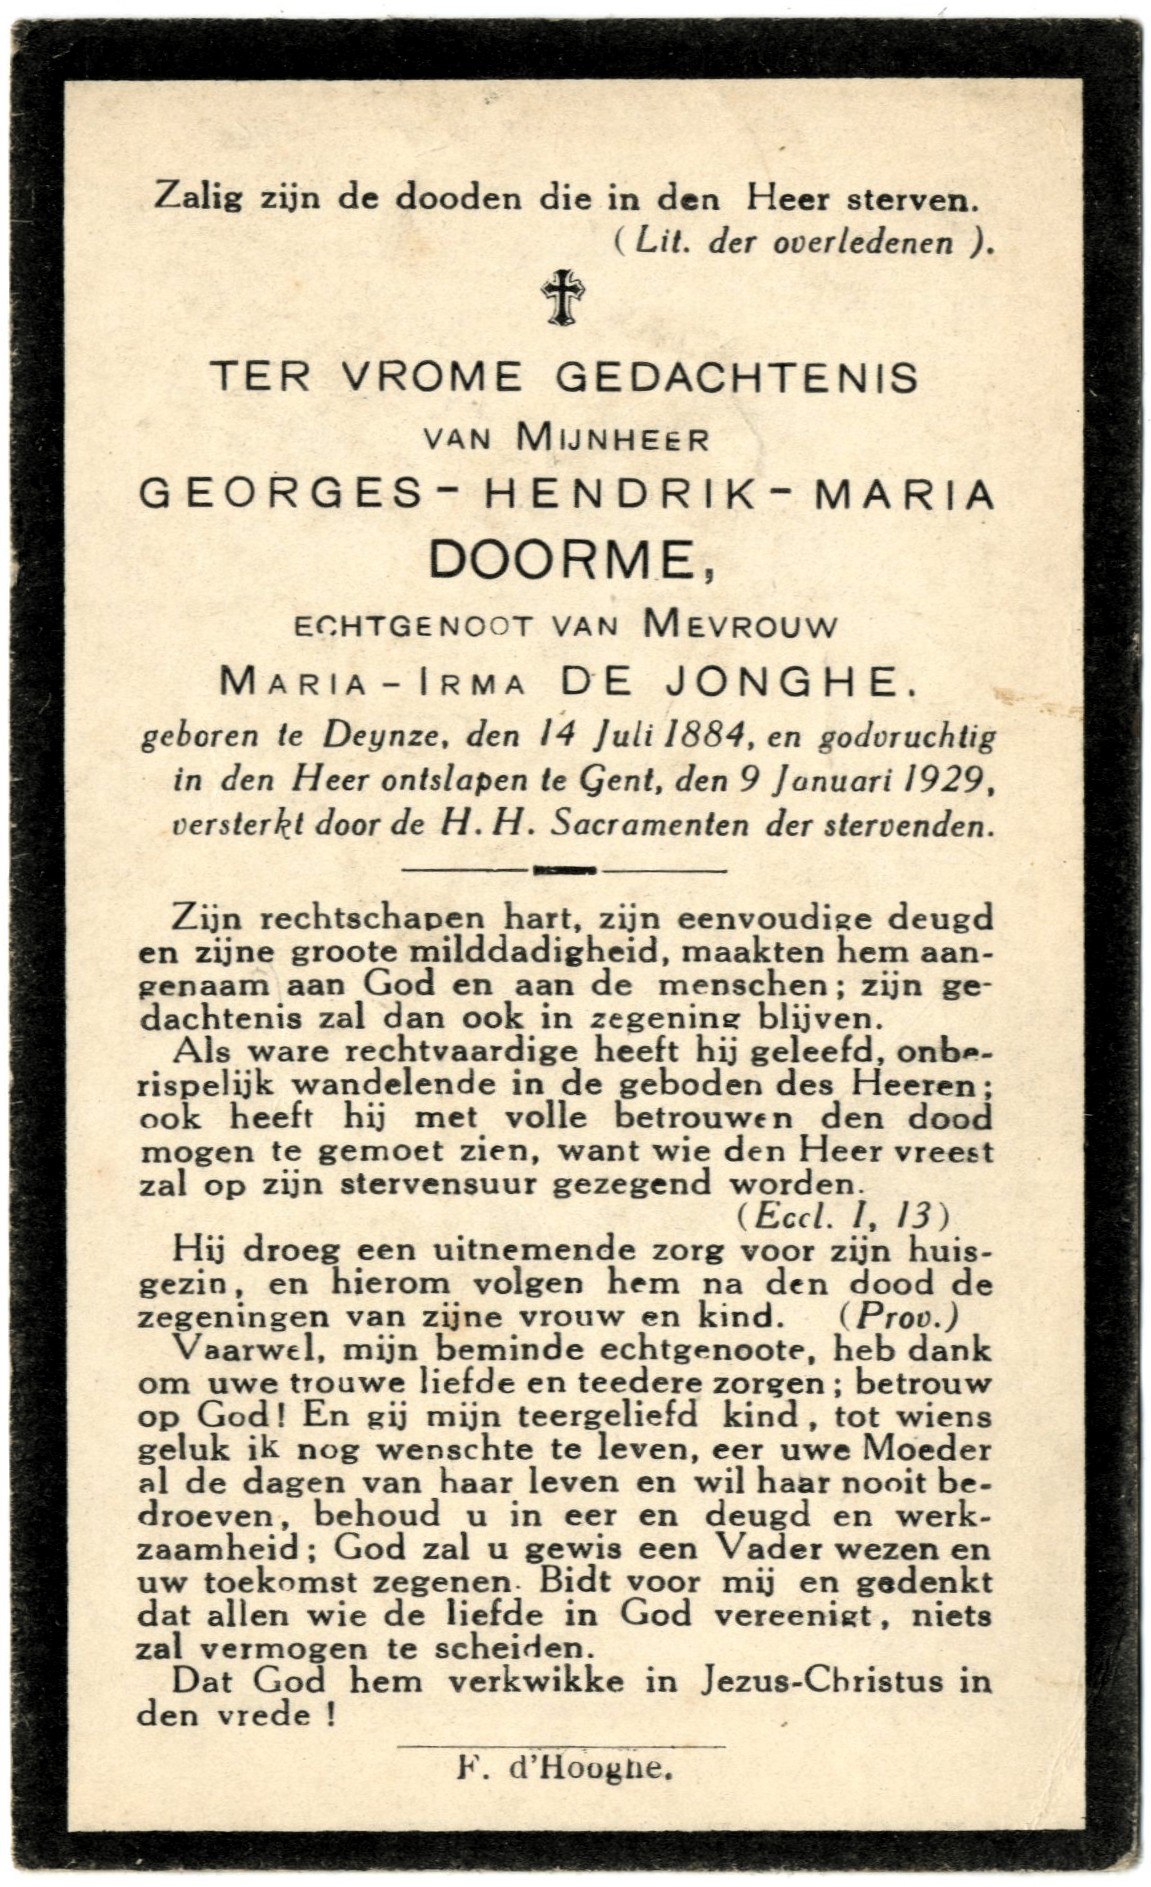 Zalig zijn de dooden die in den Heer sterven.
(Lit. der overledenen).
TER VROME GEDACHTENIS
VAN MIJNHEER
GEORGES - HENDRIK - MARIA
DOORME,
ECHTGENOOT VAN MEVROUW
MARIA - IRMA DE JONGHE.
geboren te Deynze, den 14 Juli 1884, en godvruchtig
in den Heer ontslapen te Gent, den 9 Januari 1929,
versterkt door de H. H. Sacramenten der stervenden.
Zijn rechtschapen hart, zijn eenvoudige deugd
en zijne groote milddadigheid, maakten hem aan-
genaam aan God en aan de menschen; zijn ge-
dachtenis zal dan ook in zegening blijven.
Als ware rechtvaardige heeft hij geleefd, onbe-
rispelijk wandelende in de geboden des Heeren;
ook heeft hij met volle betrouwen den dood
mogen te gemoet zien, want wie den Heer vreest
zal op zijn stervensuur gezegend worden.
(Eccl. I, 13)
Hij droeg een uitnemende zorg voor zijn huis-
gezin, en hierom volgen hem na den dood de
zegeningen van zijne vrouw en kind. (Prov.)
Vaarwel, mijn beminde echtgenoote, heb dank
om uwe trouwe liefde en teedere zorgen; betrouw
op God! En gij mijn teergeliefd kind, tot wiens
geluk ik nog wenschte te leven, eer uwe Moeder
al de dagen van haar leven en wil haar nooit be-
droeven, behoud u in eer en deugd en werk-
zaamheid; God zal u gewis een Vader wezen en
uw toekomst zegenen. Bidt voor mij en gedenkt
dat allen wie de liefde in God vereenigt, niets
zal vermogen te scheiden.
Dat God hem verkwikke in Jezus-Christus in
den vrede!
F. d'Hooghe.